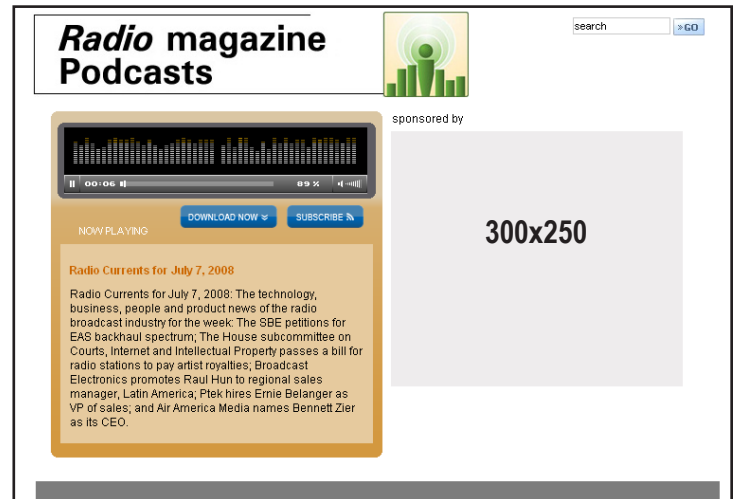 Radio magazine
Podcasts
search
»GO
sponsored by
00:06
89 %
DOWNLOAD NOW
SUBSCRIBE
NOW PLAYING
300x250
Radio Currents for July 7, 2008
Radio Currents for July 7, 2008: The technology,
business, people and product news of the radio
broadcast industry for the week: The SBE petitions for
EAS backhaul spectrum; The House subcommittee on
Courts, Internet and Intellectual Property passes a bill for
radio stations to pay artist royalties; Broadcast
Electronics promotes Raul Hun to regional sales
manager, Latin America; Ptek hires Ernie Belanger as
VP of sales; and Air America Media names Bennett Zier
as its CEO.